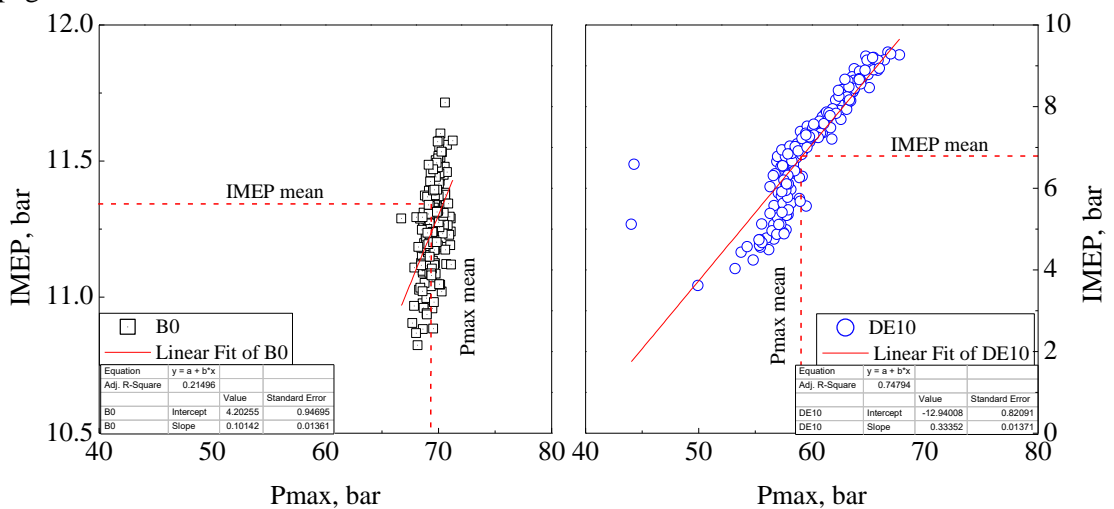 12.0
11.5
11.0
10.5
IMEP, bar
IMEP mean
Pmax mean
B0
Linear Fit of B0
Equation y = a + b*x
Adj. R-Square 0.21496
Value Standard Error
B0 Intercept 4.20255 0.94695
B0 Slope 0.10142 0.01361
40 50 60 70 80
Pmax, bar
10
8
6
4
2
0
IMEP, bar
IMEP mean
Pmax mean
DE10
Linear Fit of DE10
Equation y = a + b*x
Adj. R-Square 0.74794
Value Standard Error
DE10 Intercept -12.94008 0.82091
DE10 Slope 0.33352 0.01371
40 50 60 70 80
Pmax, bar